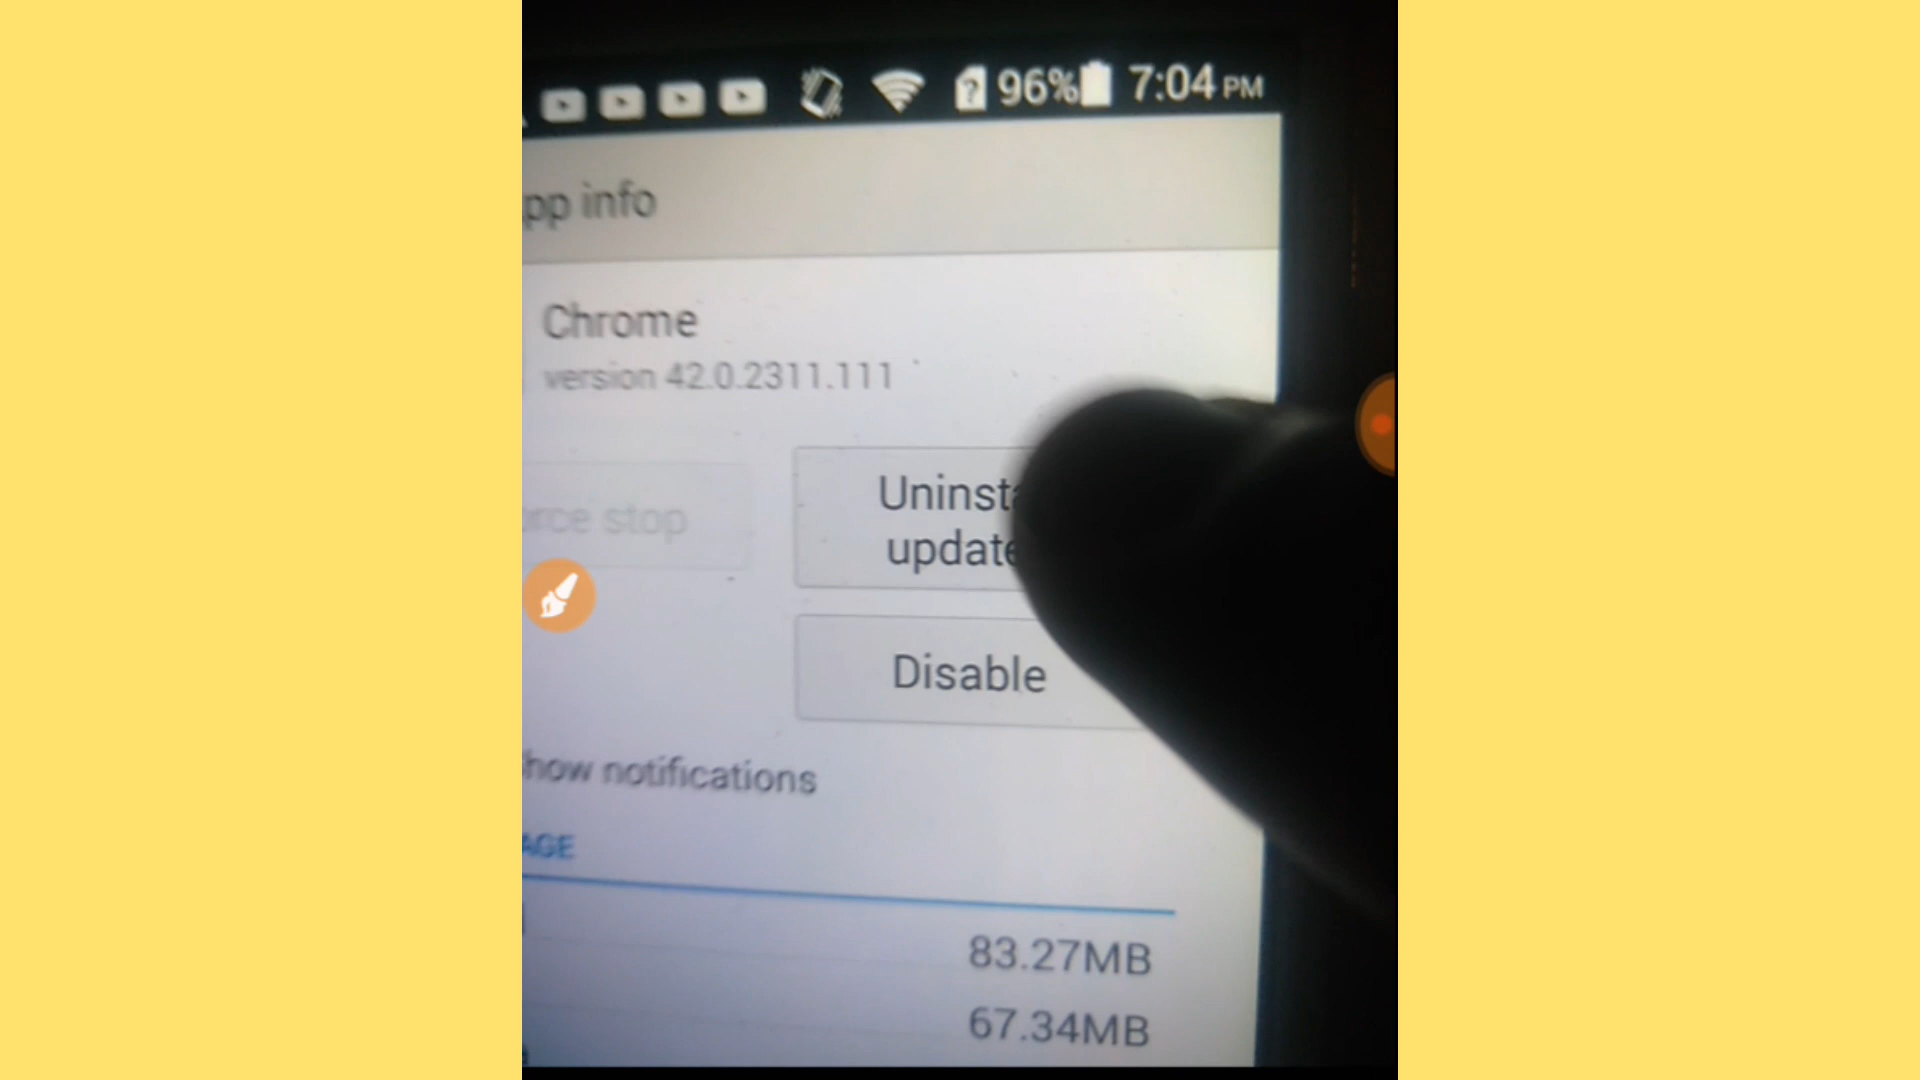 96% 7:04 PM
pp info
Chrome
version 42.0.2311.111
orce stop
Uninsta
update
Disable
how notifications
AGE
83.27MB
67.34MB